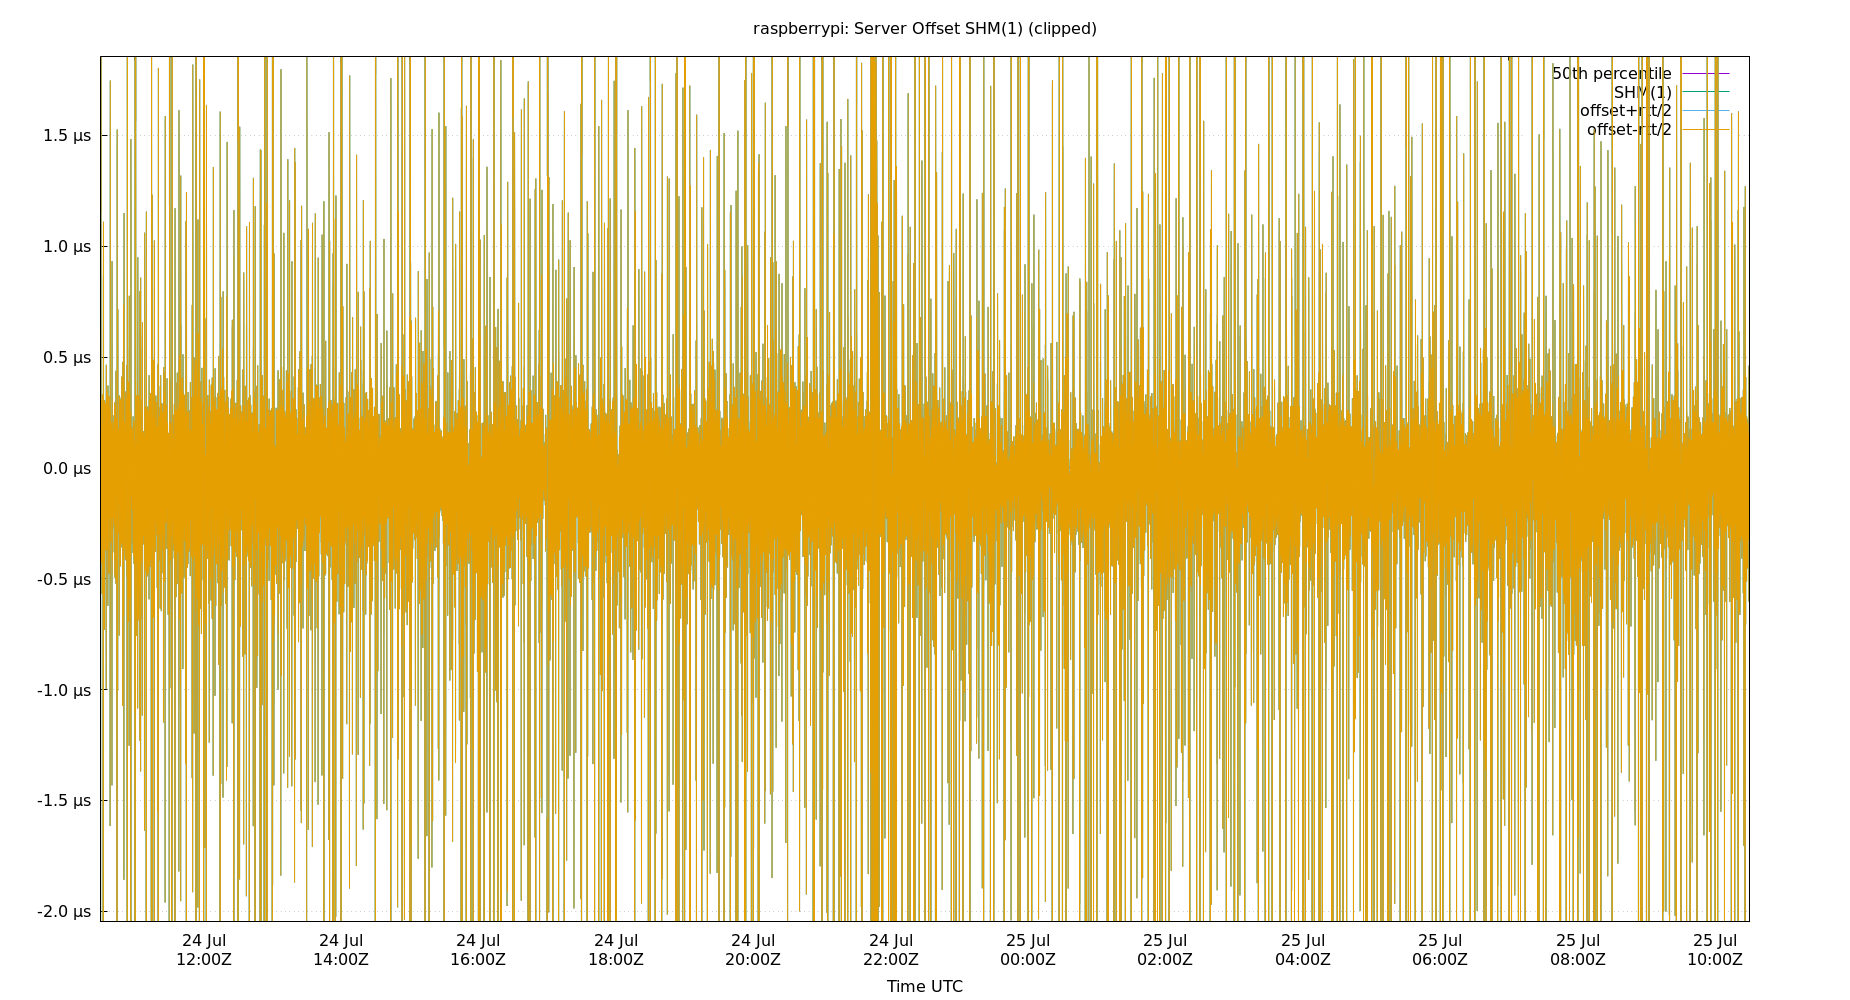 raspberrypi: Server Offset SHM(1) (clipped)
50th percentile
SHM(1)
offset+rtt/2
offset-rtt/2
1.5 µs
1.0 µs
0.5 µs
0.0 µs
-0.5 µs
-1.0 µs
-1.5 µs
-2.0 µs
24 Jul 24 Jul 24 Jul 24 Jul 24 Jul 24 Jul 25 Jul 25 Jul 25 Jul 25 Jul 25 Jul 25 Jul
12:00Z 14:00Z 16:00Z 18:00Z 20:00Z 22:00Z 00:00Z 02:00Z 04:00Z 06:00Z 08:00Z 10:00Z
Time UTC